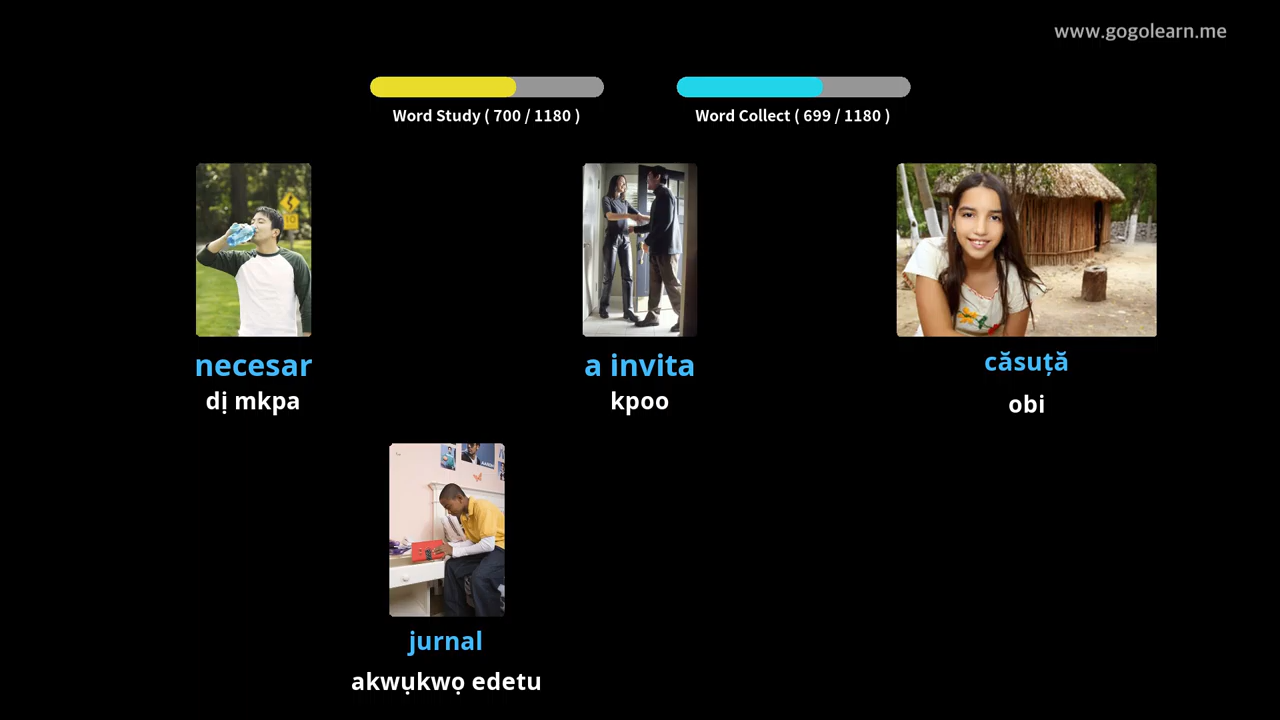 www.gogolearn.me
Word Study ( 700 / 1180 )
Word Collect ( 699 / 1180 )
necesar
dị mkpa
a invita
kpoo
căsuță
obi
jurnal
akwụkwọ edetu